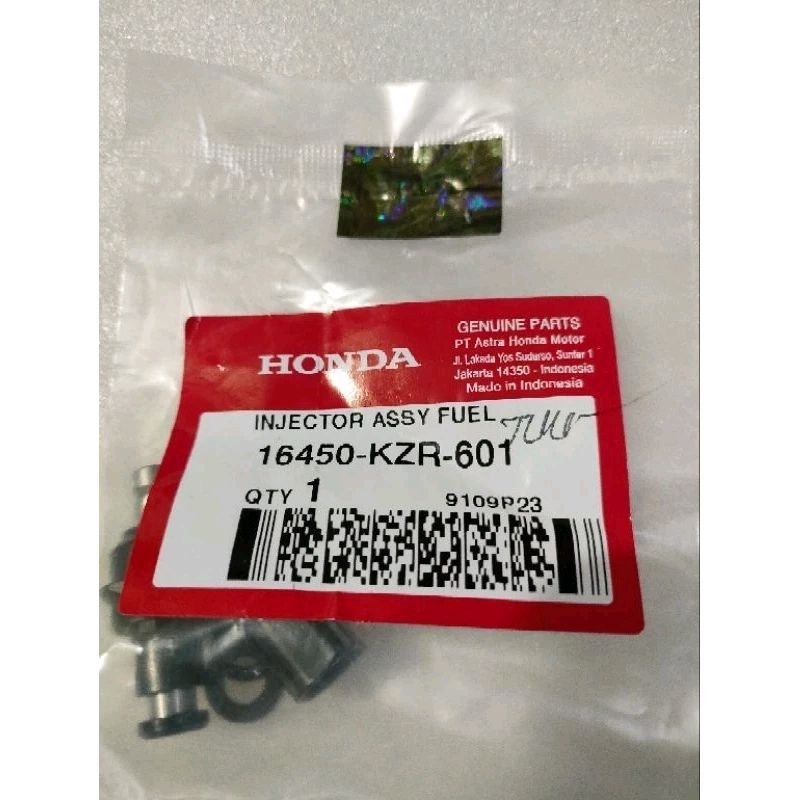 HONDA
GENUINE PARTS
PT Astra Honda Motor
Jl. Laksda Yos Sudarso, Sunter 1
Jakarta 14350 - Indonesia
Made in Indonesia
INJECTOR ASSY FUEL
16450-KZR-601
QTY 1
9109P23